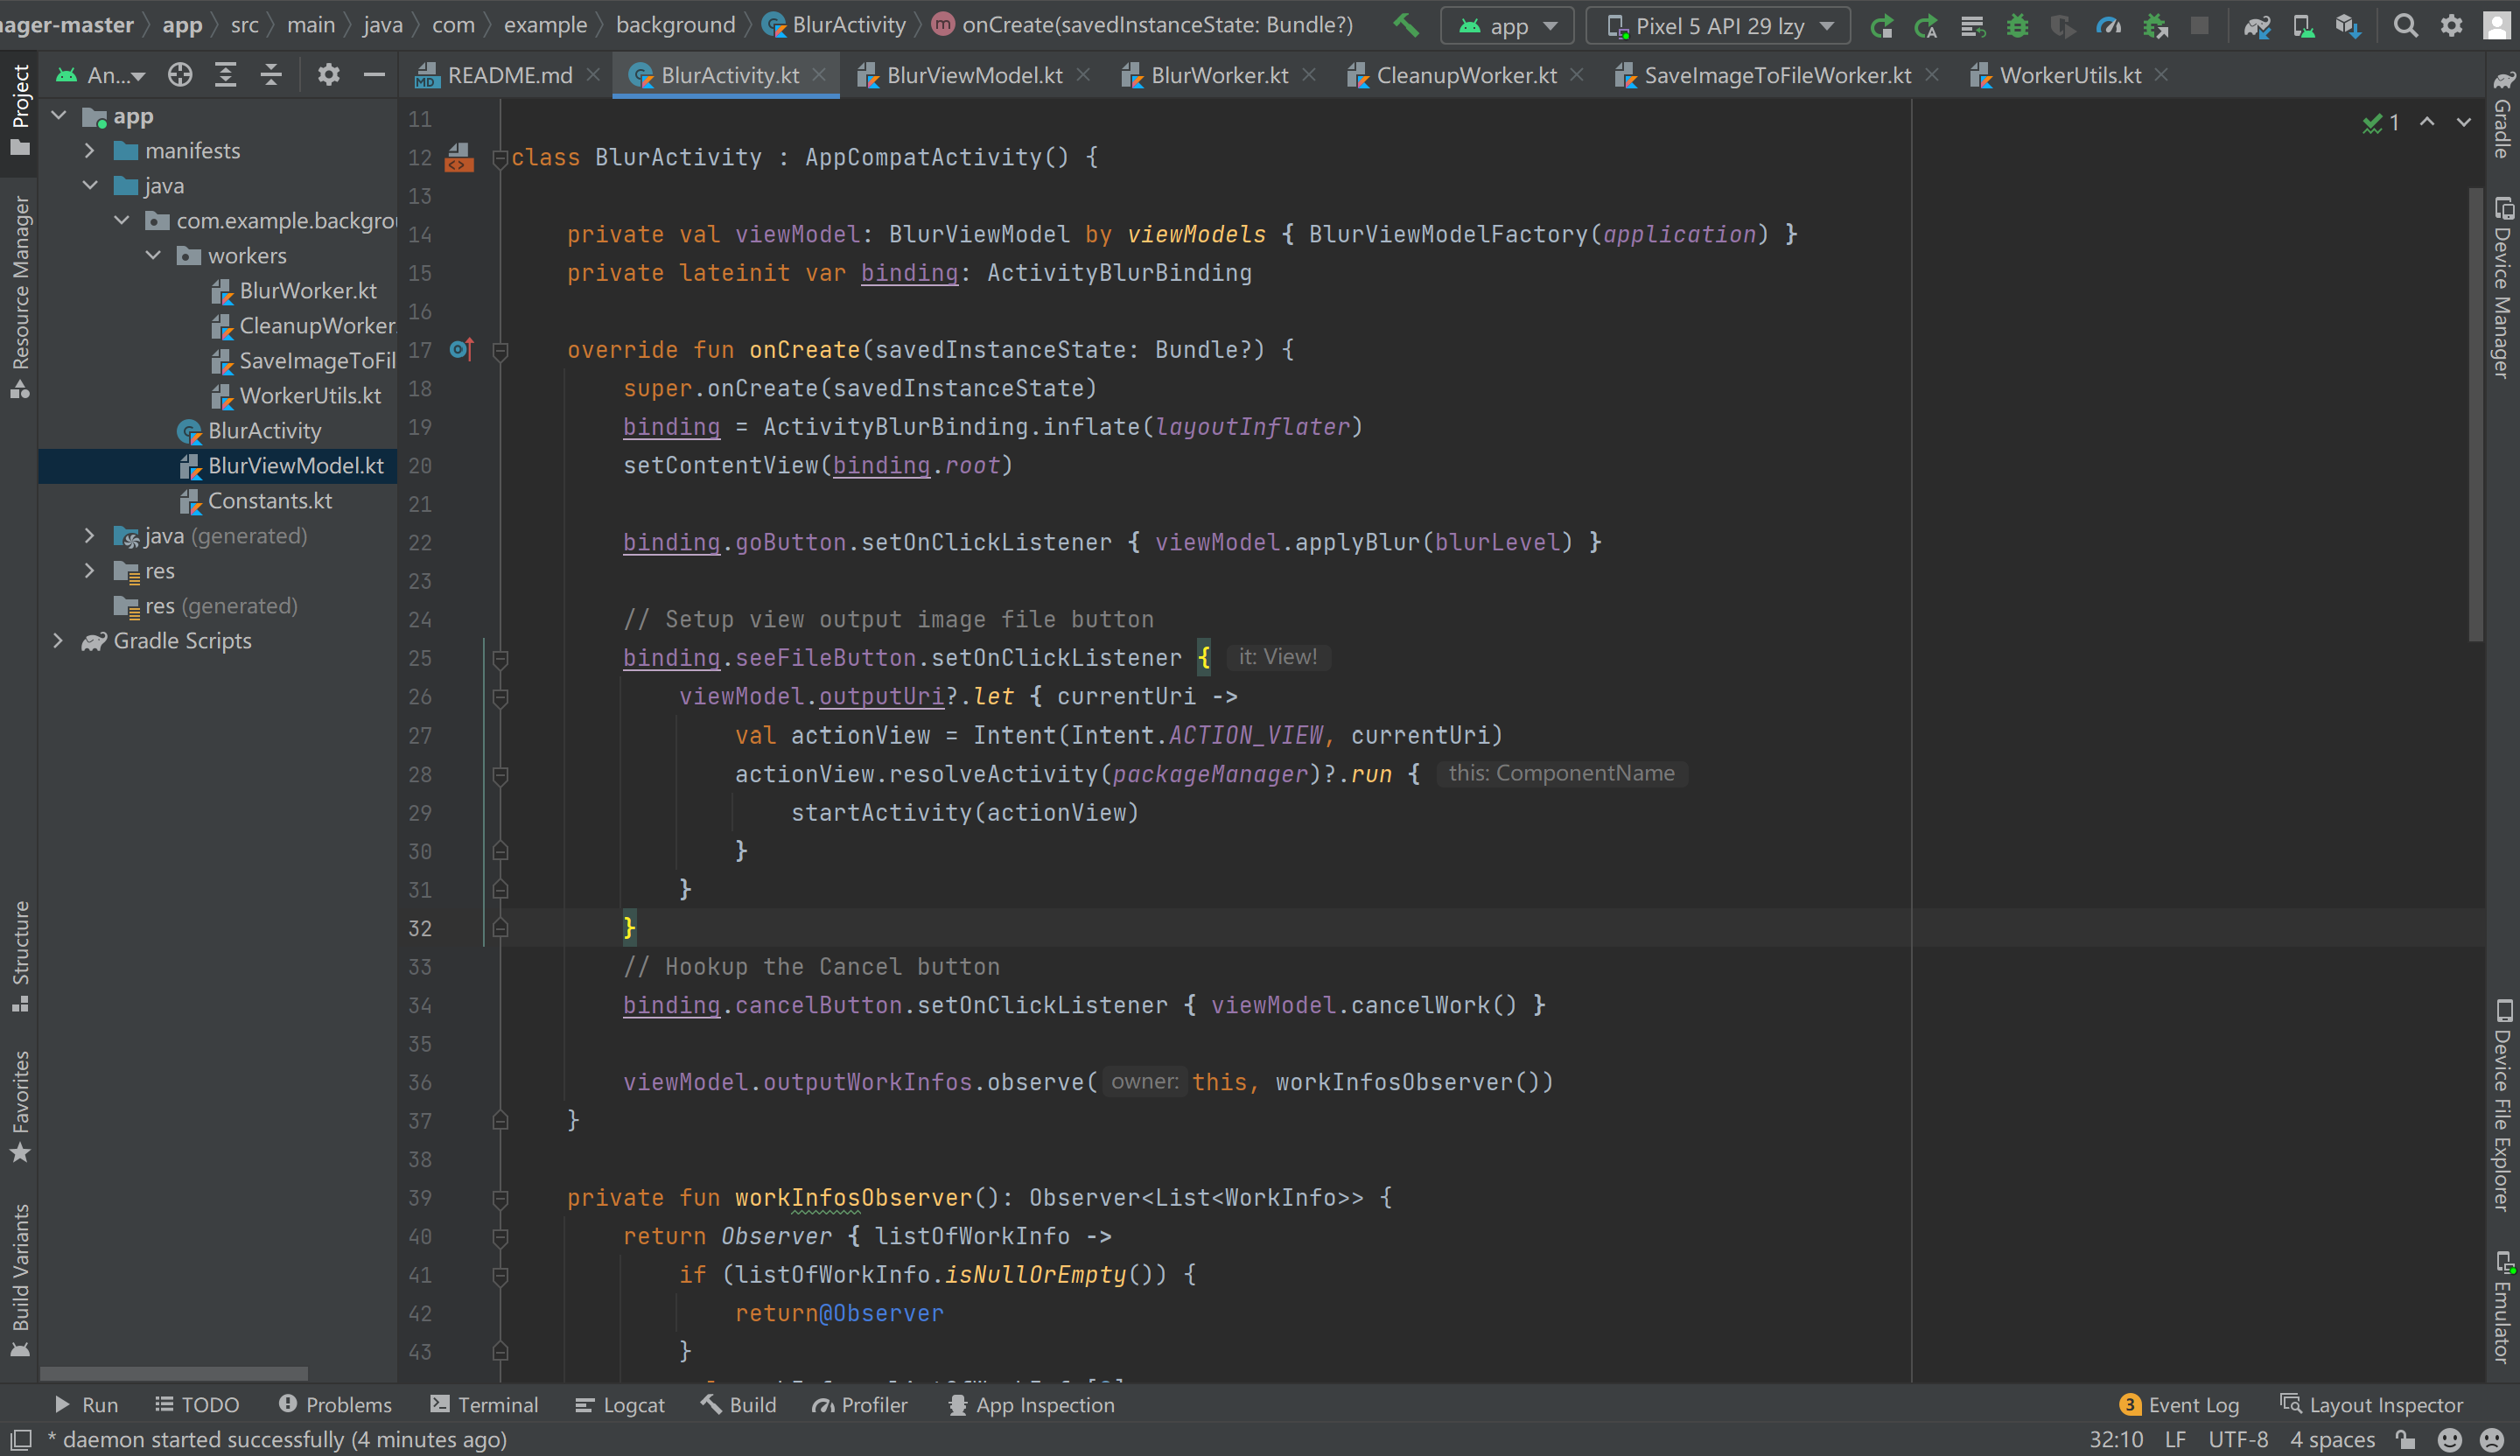 ager-master app src main java com example background BlurActivity onCreate(savedInstanceState: Bundle?) app Pixel 5 API 29 lzy
An... README.md BlurActivity.kt BlurViewModel.kt BlurWorker.kt CleanupWorker.kt SaveImageToFileWorker.kt WorkerUtils.kt
Project
Resource Manager
Structure
Favorites
Build Variants
app
manifests
java
com.example.backgrou
workers
BlurWorker.kt
CleanupWorker.
SaveImageToFil
WorkerUtils.kt
BlurActivity
BlurViewModel.kt
Constants.kt
java (generated)
res
res (generated)
Gradle Scripts
1
11
12 class BlurActivity : AppCompatActivity() {
13
14 private val viewModel: BlurViewModel by viewModels { BlurViewModelFactory(application) }
15 private lateinit var binding: ActivityBlurBinding
16
17 override fun onCreate(savedInstanceState: Bundle?) {
18 super.onCreate(savedInstanceState)
19 binding = ActivityBlurBinding.inflate(layoutInflater)
20 setContentView(binding.root)
21
22 binding.goButton.setOnClickListener { viewModel.applyBlur(blurLevel) }
23
24 // Setup view output image file button
25 binding.seeFileButton.setOnClickListener { it: View!
26 viewModel.outputUri?.let { currentUri ->
27 val actionView = Intent(Intent.ACTION_VIEW, currentUri)
28 actionView.resolveActivity(packageManager)?.run { this: ComponentName
29 startActivity(actionView)
30 }
31 }
32 }
33 // Hookup the Cancel button
34 binding.cancelButton.setOnClickListener { viewModel.cancelWork() }
35
36 viewModel.outputWorkInfos.observe( owner: this, workInfosObserver())
37 }
38
39 private fun workInfosObserver(): Observer<List<WorkInfo>> {
40 return Observer { listOfWorkInfo ->
41 if (listOfWorkInfo.isNullOrEmpty()) {
42 return@Observer
43 }
Gradle
Device Manager
Device File Explorer
Emulator
Run TODO Problems Terminal Logcat Build Profiler App Inspection 3 Event Log Layout Inspector
* daemon started successfully (4 minutes ago) 32:10 LF UTF-8 4 spaces